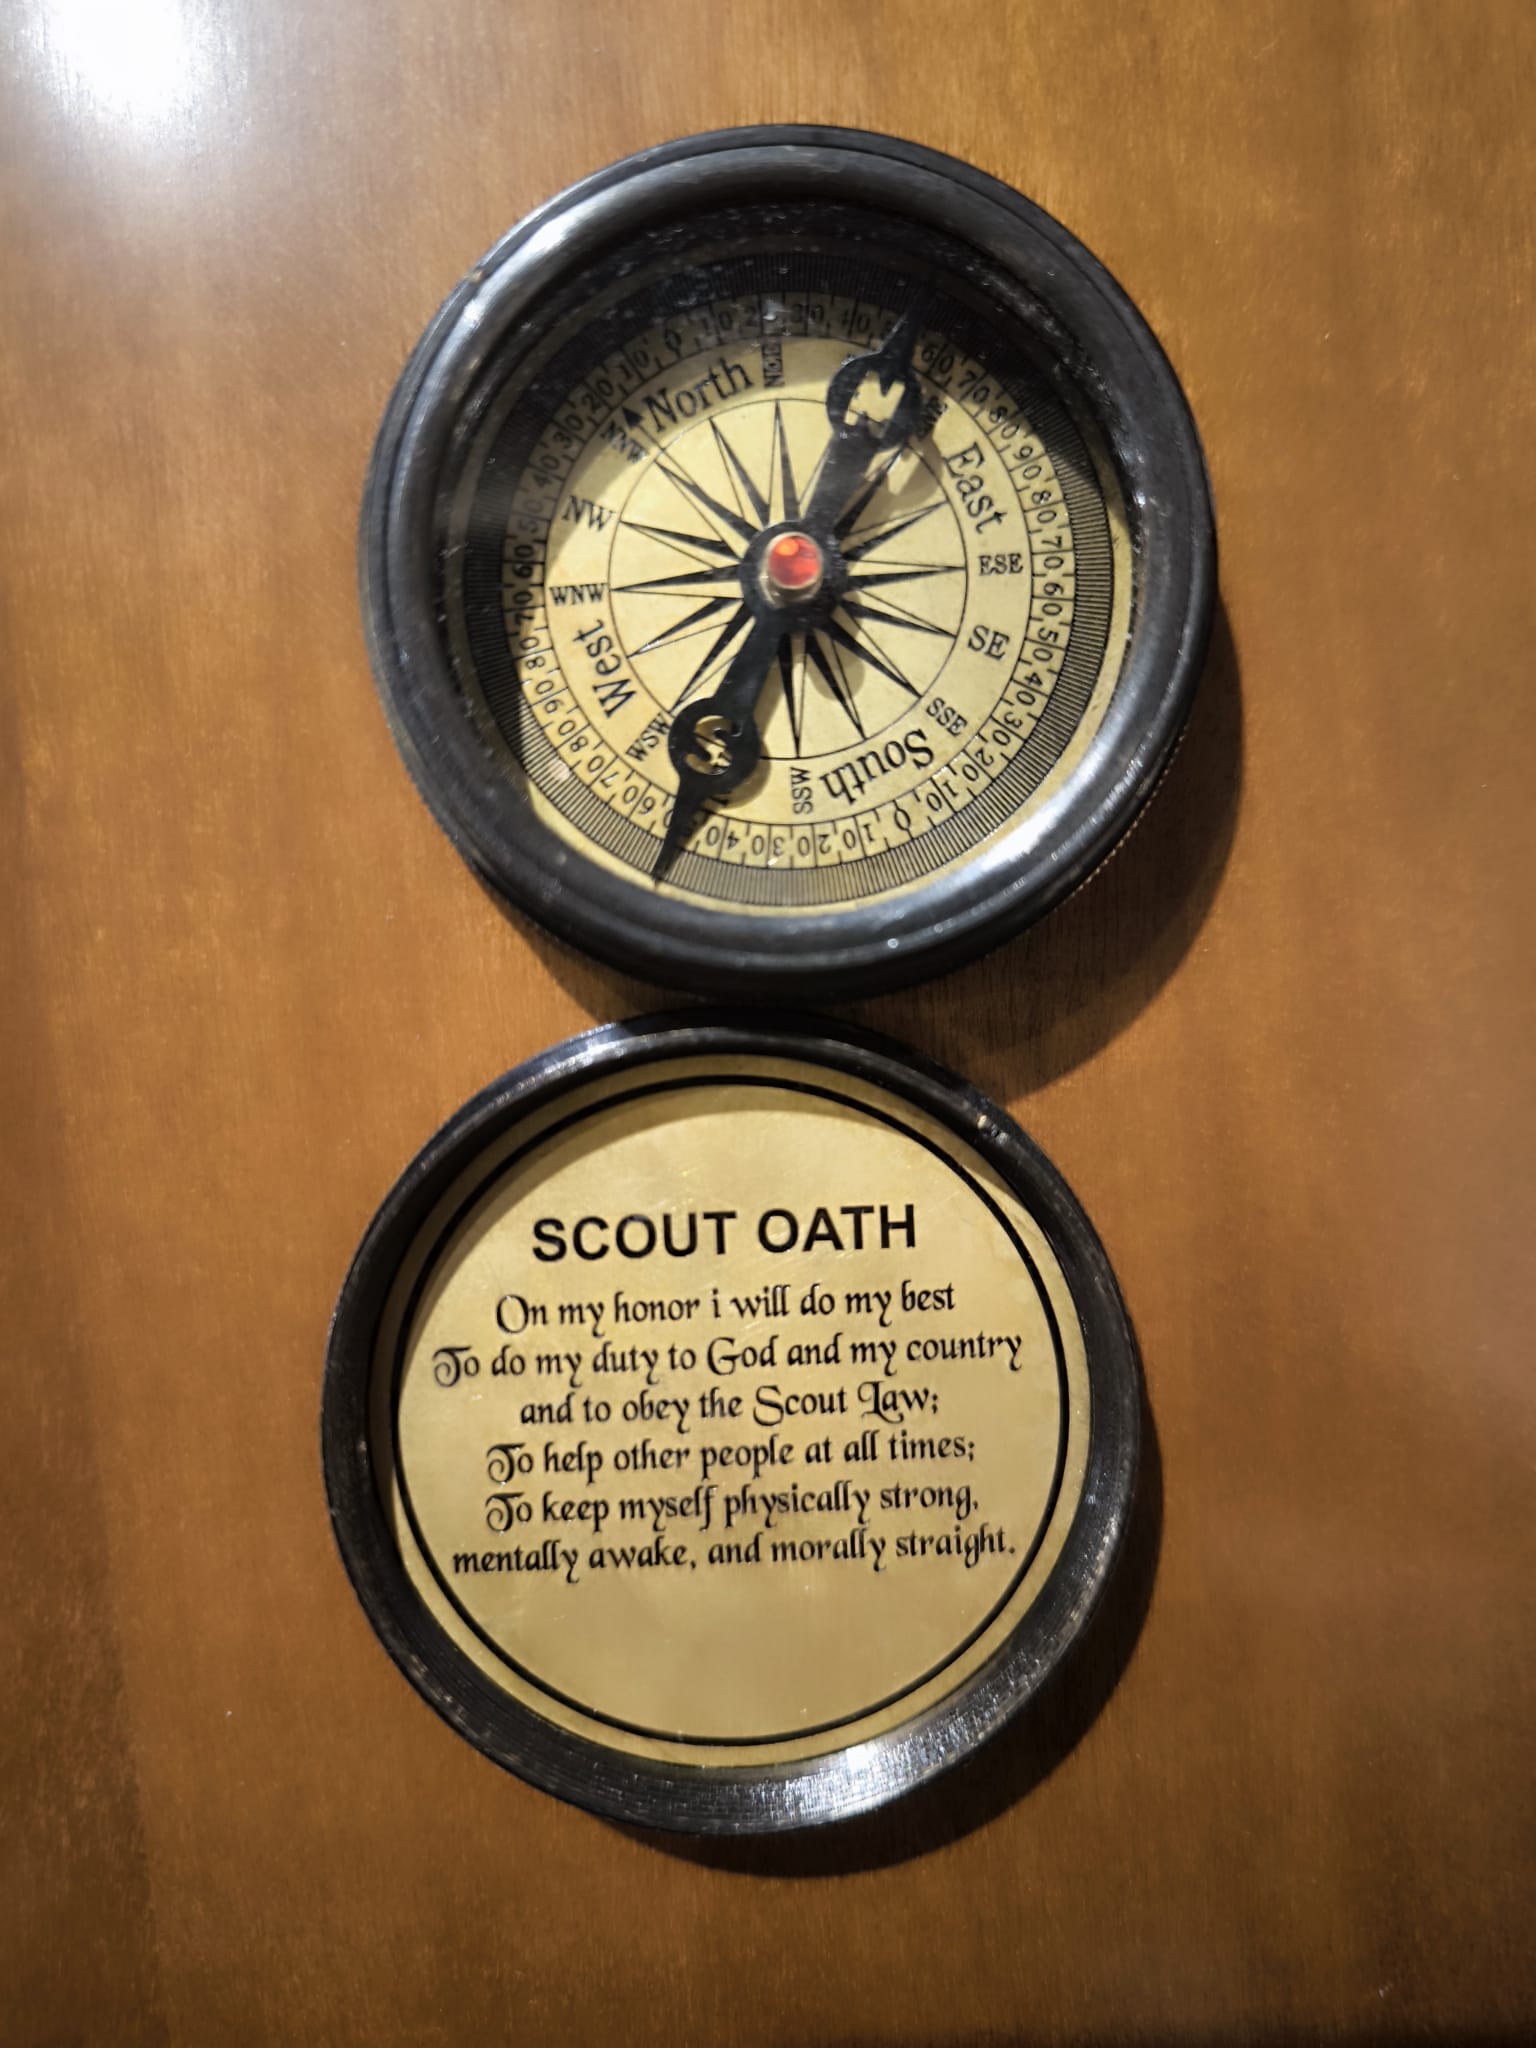 North
N
East
ESE
SE
SSE
South
SSW
S
WSW
West
WNW
NW
NNW
SCOUT OATH
On my honor i will do my best
To do my duty to God and my country
and to obey the Scout Law;
To help other people at all times;
To keep myself physically strong,
mentally awake, and morally straight.